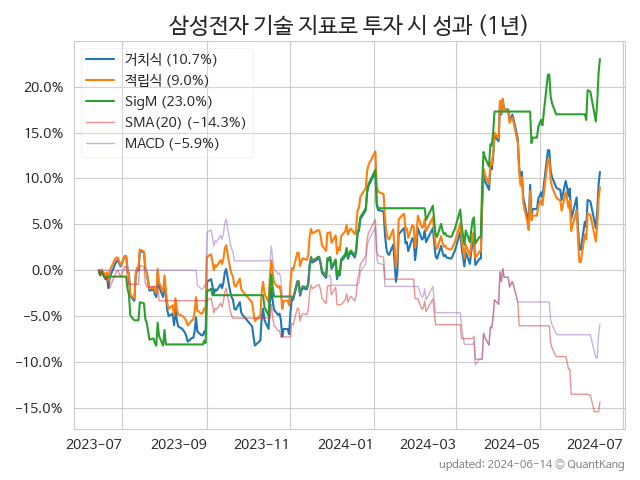 삼성전자 기술 지표로 투자 시 성과 (1년)
거치식 (10.7%)
적립식 (9.0%)
SigM (23.0%)
SMA(20) (−14.3%)
MACD (−5.9%)
20.0%
15.0%
10.0%
5.0%
0.0%
−5.0%
−10.0%
−15.0%
2023-07 2023-09 2023-11 2024-01 2024-03 2024-05 2024-07
updated: 2024-06-14 ⓒ QuantKang